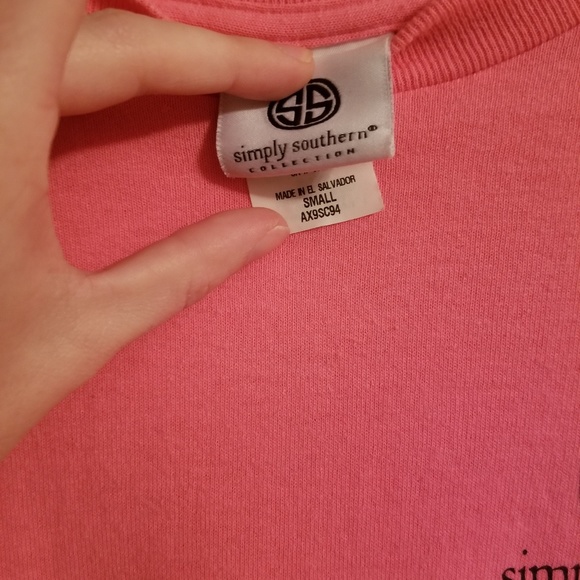 SS
simply southern®
COLLECTION
MADE IN EL SALVADOR
SMALL
AX9SC94
simp